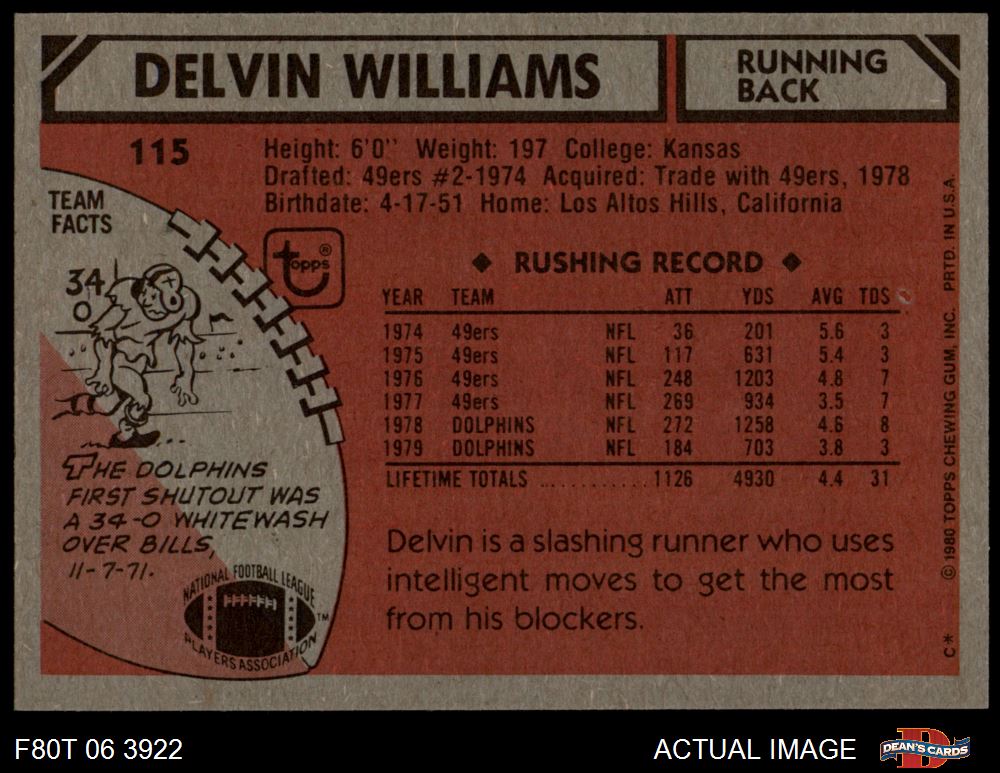 DELVIN WILLIAMS
RUNNING
BACK
115
Height: 6'0" Weight: 197 College: Kansas
Drafted: 49ers #2-1974 Acquired: Trade with 49ers, 1978
Birthdate: 4-17-51 Home: Los Altos Hills, California
TEAM
FACTS
34
0
THE DOLPHINS
FIRST SHUTOUT WAS
A 34-0 WHITEWASH
OVER BILLS,
11-7-71.
NATIONAL FOOTBALL LEAGUE
PLAYERS ASSOCIATION
TM
topps®
◆ RUSHING RECORD ◆
YEAR TEAM ATT YDS AVG TDS
1974 49ers NFL 36 201 5.6 3
1975 49ers NFL 117 631 5.4 3
1976 49ers NFL 248 1203 4.8 7
1977 49ers NFL 269 934 3.5 7
1978 DOLPHINS NFL 272 1258 4.6 8
1979 DOLPHINS NFL 184 703 3.8 3
LIFETIME TOTALS ............ 1126 4930 4.4 31
Delvin is a slashing runner who uses
intelligent moves to get the most
from his blockers.
C* ©1980 TOPPS CHEWING GUM, INC. PRTD. IN U.S.A.
F80T 06 3922
ACTUAL IMAGE
DEAN'S CARDS